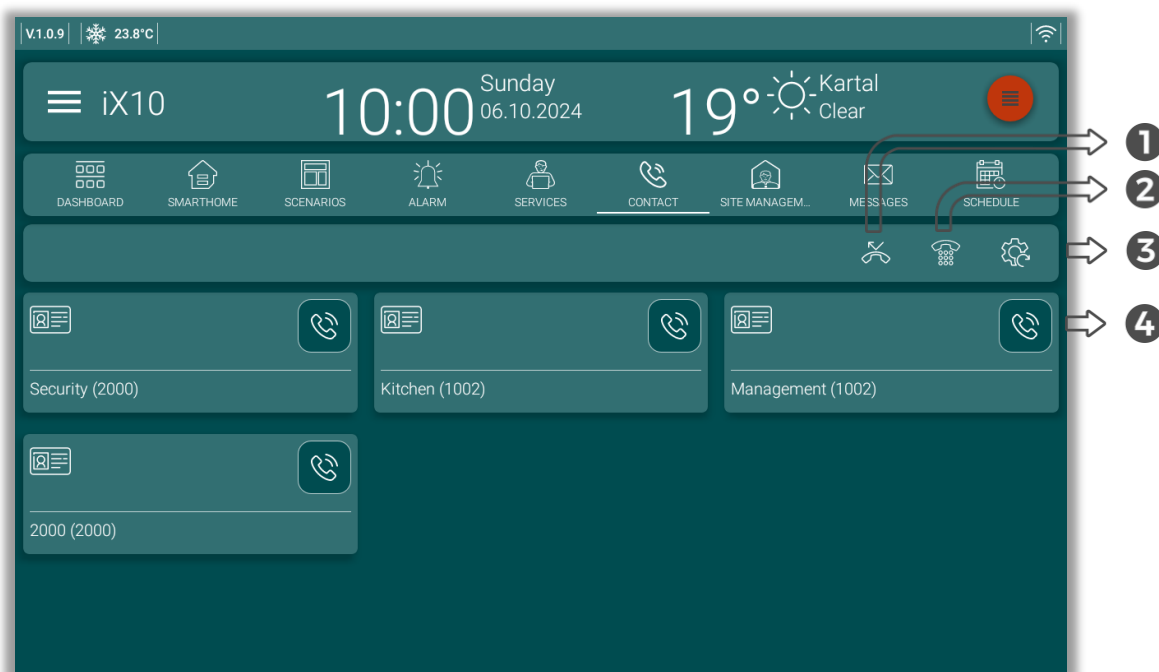 V.1.0.9 23.8°C
iX10 10:00 Sunday 06.10.2024 19° Kartal Clear
1
DASHBOARD SMARTHOME SCENARIOS ALARM SERVICES CONTACT SITE MANAGEM... MESSAGES SCHEDULE
2
3
4
Security (2000) Kitchen (1002) Management (1002)
2000 (2000)